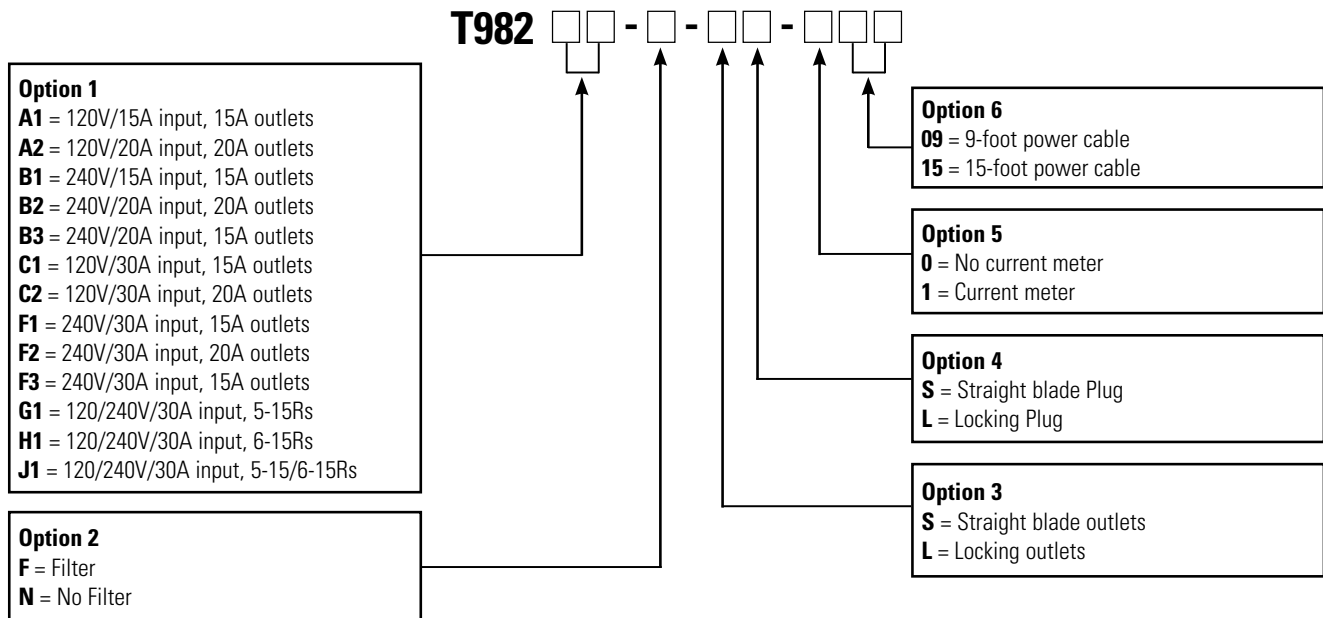 T982 - - -
Option 1
A1 = 120V/15A input, 15A outlets
A2 = 120V/20A input, 20A outlets
B1 = 240V/15A input, 15A outlets
B2 = 240V/20A input, 20A outlets
B3 = 240V/20A input, 15A outlets
C1 = 120V/30A input, 15A outlets
C2 = 120V/30A input, 20A outlets
F1 = 240V/30A input, 15A outlets
F2 = 240V/30A input, 20A outlets
F3 = 240V/30A input, 15A outlets
G1 = 120/240V/30A input, 5-15Rs
H1 = 120/240V/30A input, 6-15Rs
J1 = 120/240V/30A input, 5-15/6-15Rs
Option 2
F = Filter
N = No Filter
Option 6
09 = 9-foot power cable
15 = 15-foot power cable
Option 5
0 = No current meter
1 = Current meter
Option 4
S = Straight blade Plug
L = Locking Plug
Option 3
S = Straight blade outlets
L = Locking outlets